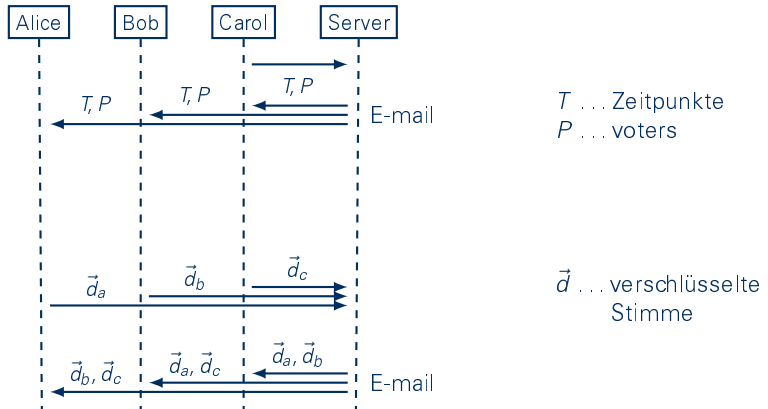 Alice Bob Carol Server
T, P T, P T, P
E-mail
T ... Zeitpunkte
P ... voters
d⃗a d⃗b d⃗c
d⃗ ... verschlüsselte
Stimme
d⃗b, d⃗c d⃗a, d⃗c d⃗a, d⃗b
E-mail